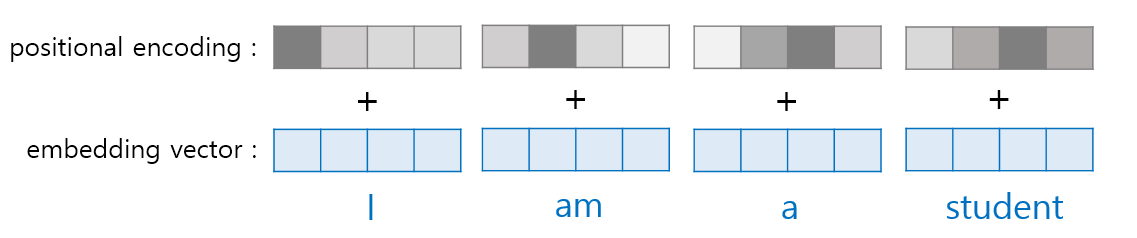 positional encoding :
+ + + +
embedding vector :
I am a student